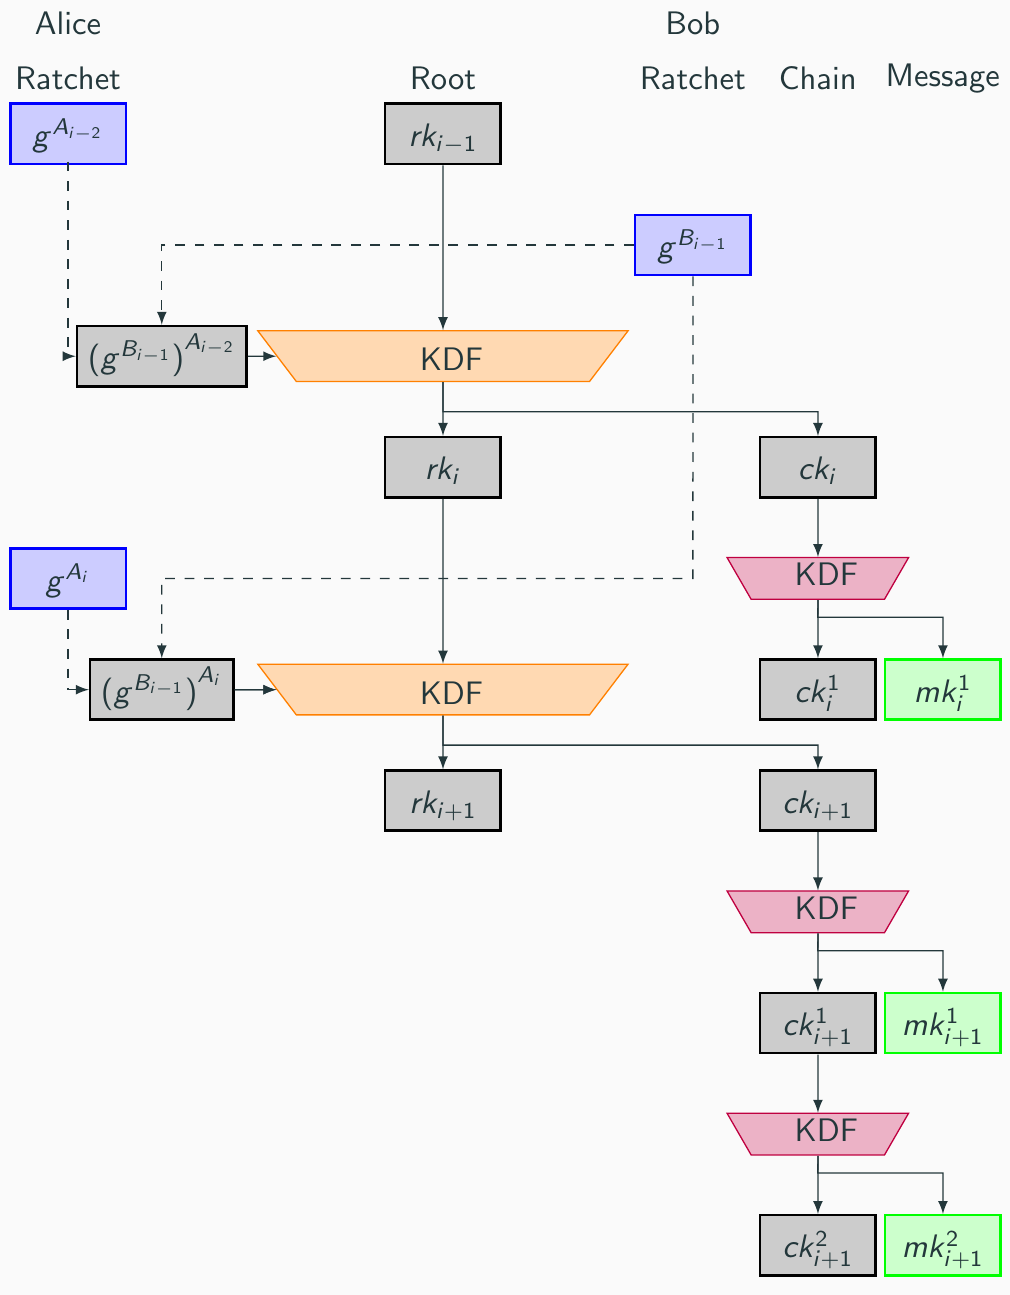 Alice Bob
Ratchet Root Ratchet Chain Message
g^{A_{i−2}} rk_{i−1}
g^{B_{i−1}}
(g^{B_{i−1}})^{A_{i−2}} KDF
rk_i ck_i
g^{A_i} KDF
(g^{B_{i−1}})^{A_i} KDF ck_i^1 mk_i^1
rk_{i+1} ck_{i+1}
KDF
ck_{i+1}^1 mk_{i+1}^1
KDF
ck_{i+1}^2 mk_{i+1}^2